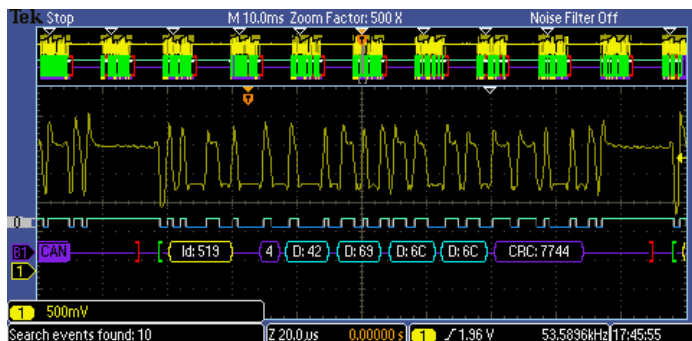 Tek Stop M 10.0ms Zoom Factor: 500 X Noise Filter Off
T
T
0
B1 CAN Id: 519 4 D: 42 D: 69 D: 6C D: 6C CRC: 7744
1
1 500mV
Search events found: 10 Z 20.0µs 0.00000 s 1 1.96 V 53.5896kHz 17:45:55